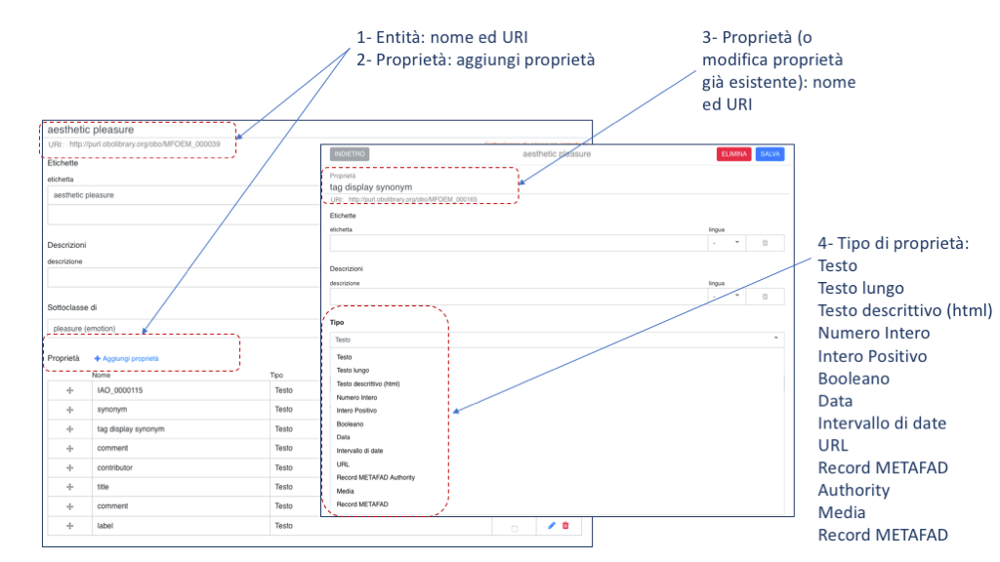 1- Entità: nome ed URI
2- Proprietà: aggiungi proprietà
3- Proprietà (o
modifica proprietà
già esistente): nome
ed URI
aesthetic pleasure
URI: http://purl.obolibrary.org/obo/MFOEM_000039
Etichette
etichetta
aesthetic pleasure
Descrizioni
descrizione
Sottoclasse di
pleasure (emotion)
Proprietà + Aggiungi proprietà
Nome Tipo
IAO_0000115 Testo
synonym Testo
tag display synonym Testo
comment Testo
contributor Testo
title Testo
comment Testo
label Testo
INDIETRO aesthetic pleasure ELIMINA SALVA
Proprietà
tag display synonym
URI: http://purl.obolibrary.org/obo/MFOEM_000165
Etichette
etichetta lingua
-
Descrizioni
descrizione lingua
-
Tipo
Testo
Testo
Testo lungo
Testo descrittivo (html)
Numero Intero
Intero Positivo
Booleano
Data
Intervallo di date
URL
Record METAFAD Authority
Media
Record METAFAD
4- Tipo di proprietà:
Testo
Testo lungo
Testo descrittivo (html)
Numero Intero
Intero Positivo
Booleano
Data
Intervallo di date
URL
Record METAFAD
Authority
Media
Record METAFAD